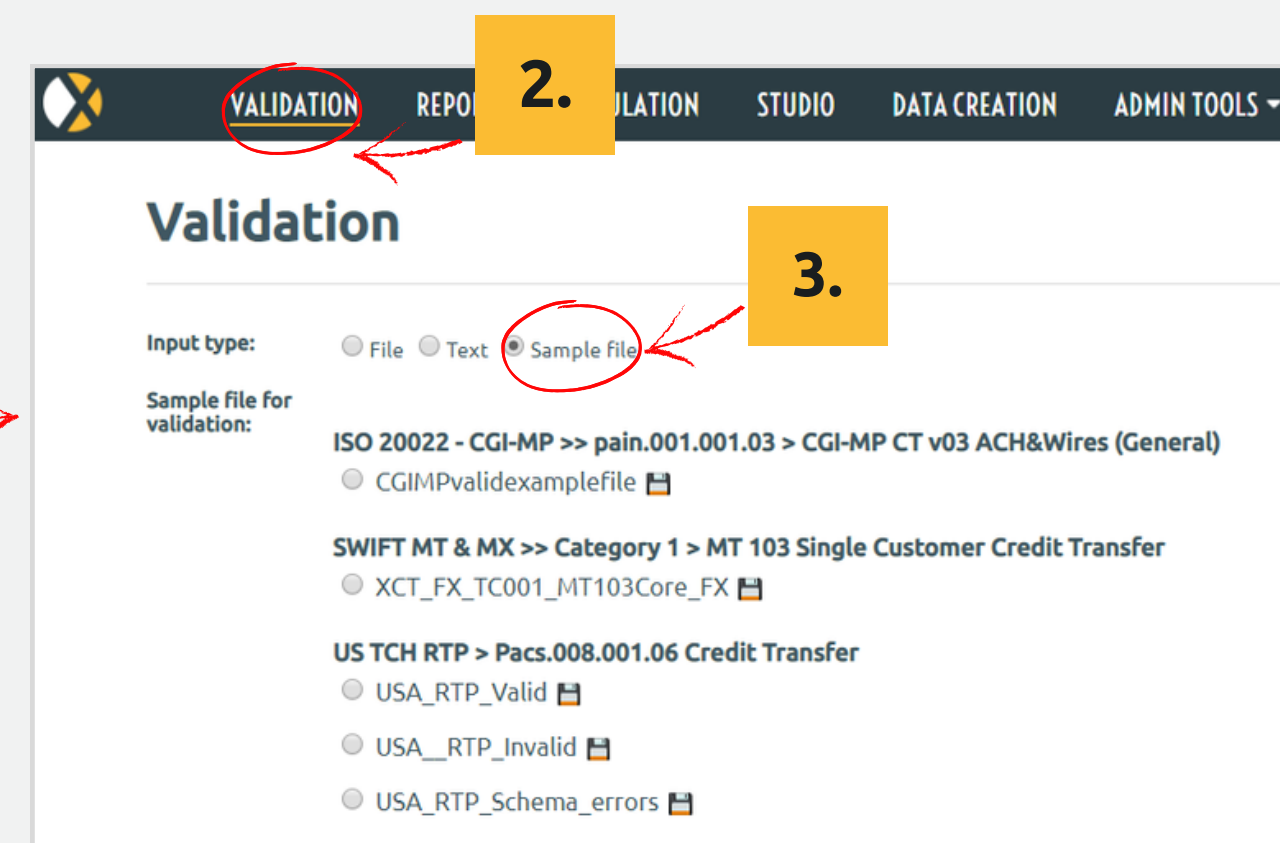 2.
VALIDATION STUDIO DATA CREATION ADMIN TOOLS
Validation
3.
Input type: File Text Sample file
Sample file for
validation:
ISO 20022 - CGI-MP >> pain.001.001.03 > CGI-MP CT v03 ACH&Wires (General)
CGIMPvalidexamplefile
SWIFT MT & MX >> Category 1 > MT 103 Single Customer Credit Transfer
XCT_FX_TC001_MT103Core_FX
US TCH RTP > Pacs.008.001.06 Credit Transfer
USA_RTP_Valid
USA__RTP_Invalid
USA_RTP_Schema_errors